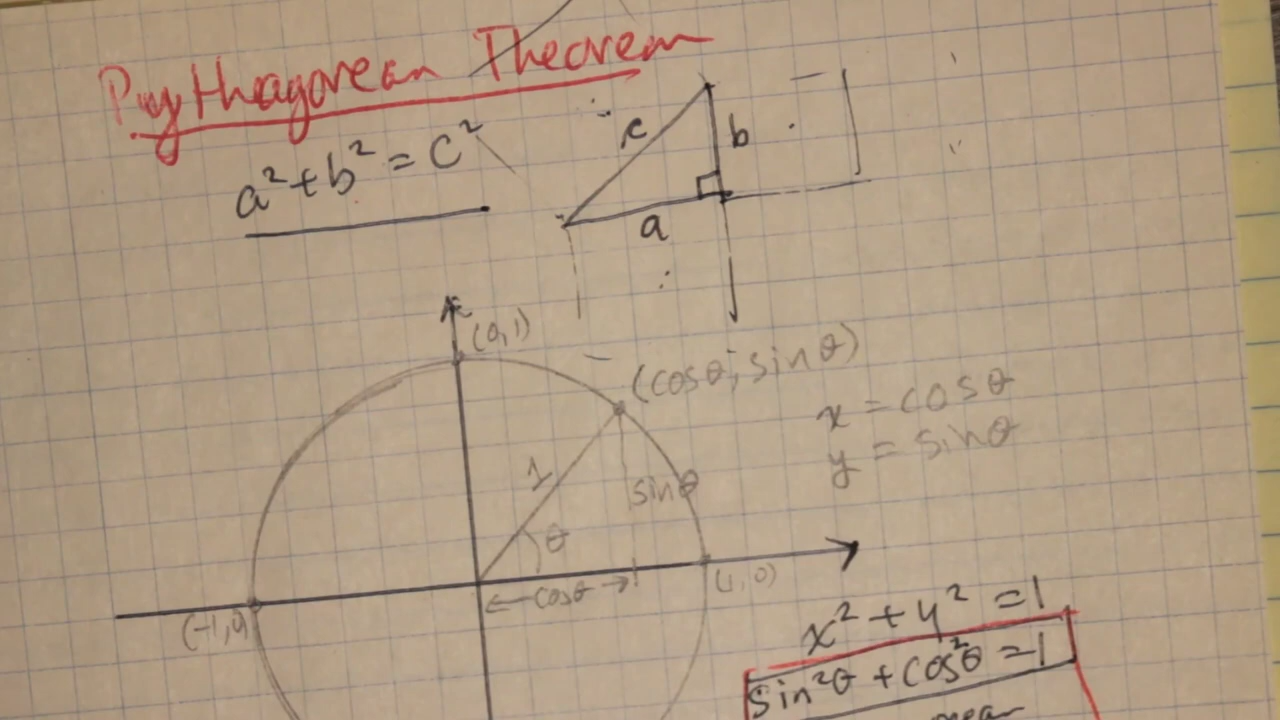 Pythagorean Theorem
a² + b² = c²
c
b
a
(0,1)
(cosθ, sinθ)
x = cosθ
y = sinθ
1
sinθ
θ
cosθ
(1,0)
(-1,0)
x² + y² = 1
sin²θ + cos²θ = 1